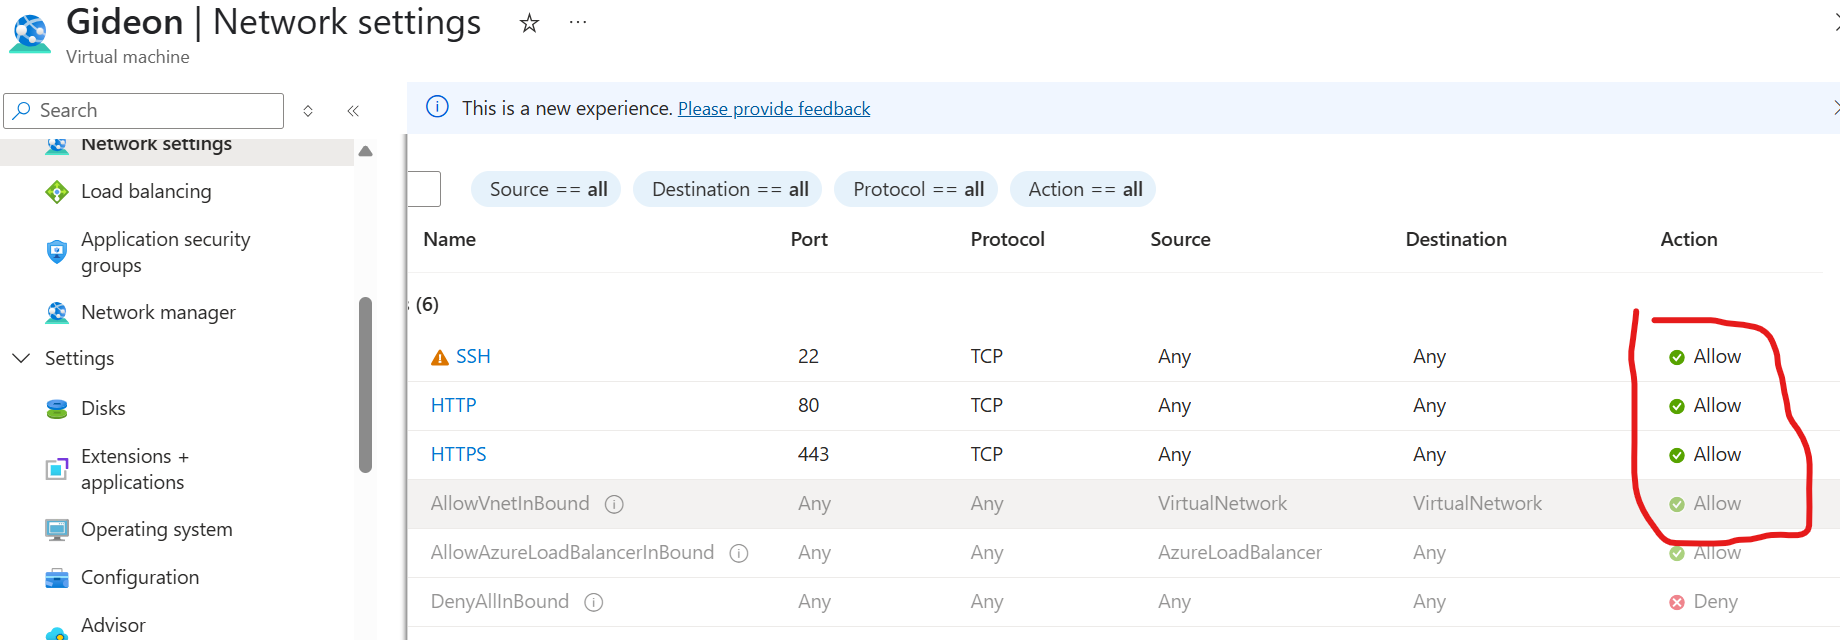 Gideon | Network settings
Virtual machine
Search
This is a new experience. Please provide feedback
Network settings
Load balancing
Application security
groups
Network manager
Settings
Disks
Extensions +
applications
Operating system
Configuration
Advisor
Source == all Destination == all Protocol == all Action == all
Name Port Protocol Source Destination Action
(6)
SSH 22 TCP Any Any Allow
HTTP 80 TCP Any Any Allow
HTTPS 443 TCP Any Any Allow
AllowVnetInBound Any Any VirtualNetwork VirtualNetwork Allow
AllowAzureLoadBalancerInBound Any Any AzureLoadBalancer Any Allow
DenyAllInBound Any Any Any Any Deny